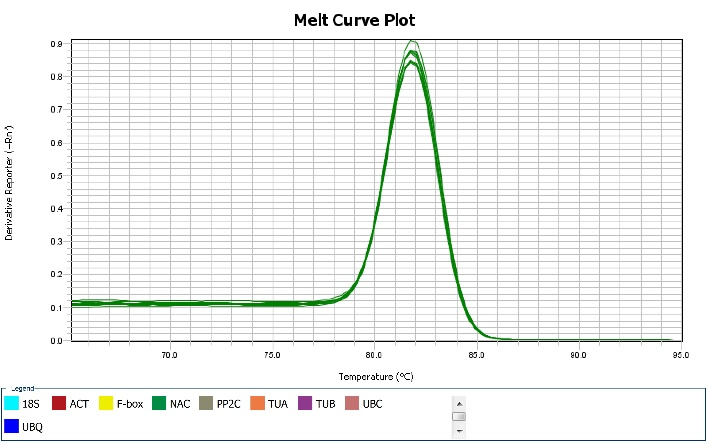 Melt Curve Plot
Derivative Reporter (−Rn')
0.9
0.8
0.7
0.6
0.5
0.4
0.3
0.2
0.1
0.0
70.0 75.0 80.0 85.0 90.0 95.0
Temperature (°C)
Legend
18S ACT F-box NAC PP2C TUA TUB UBC
UBQ